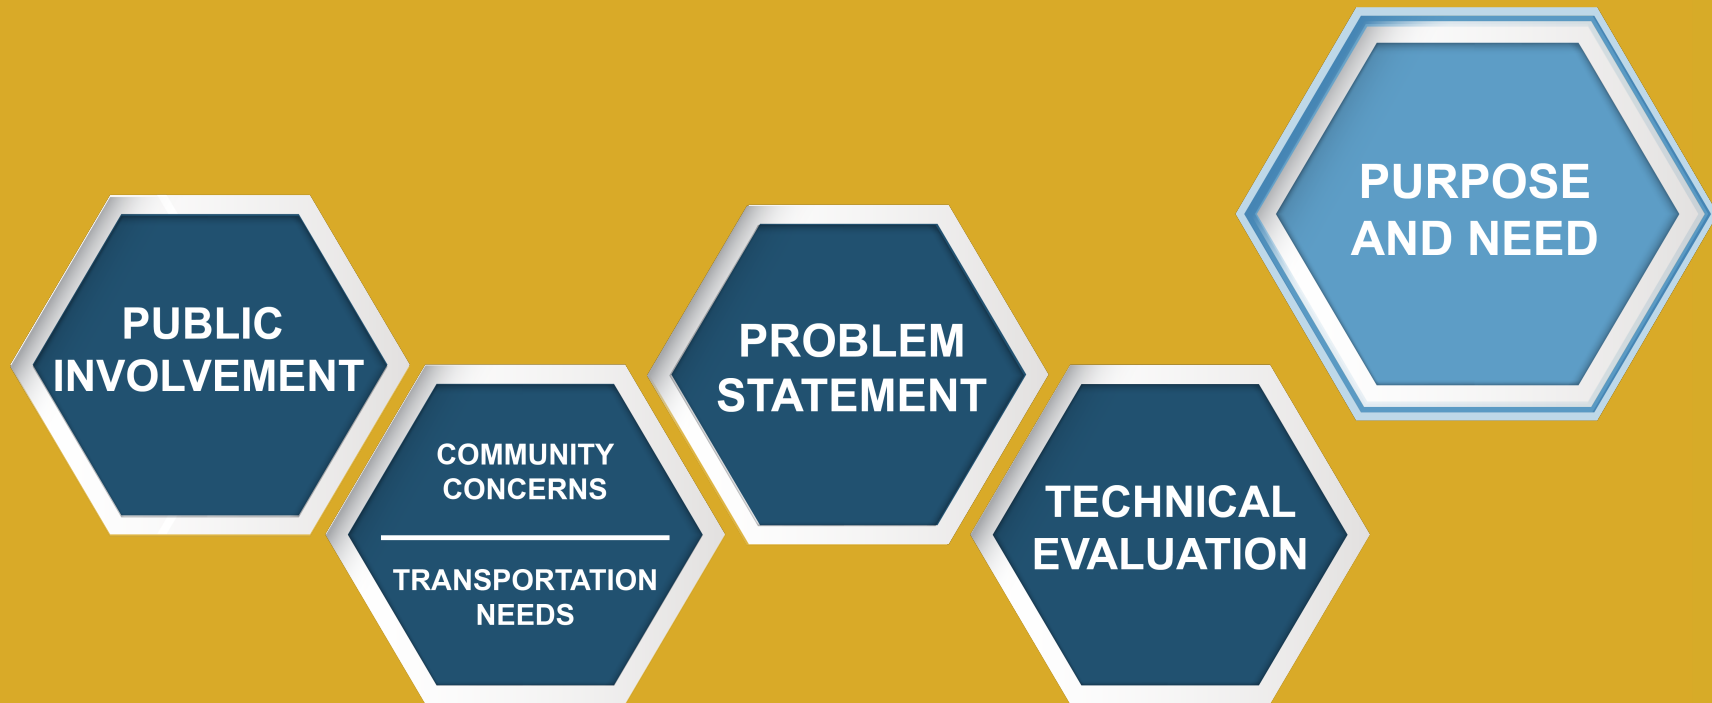 PUBLIC
INVOLVEMENT
COMMUNITY
CONCERNS
TRANSPORTATION
NEEDS
PROBLEM
STATEMENT
TECHNICAL
EVALUATION
PURPOSE
AND NEED